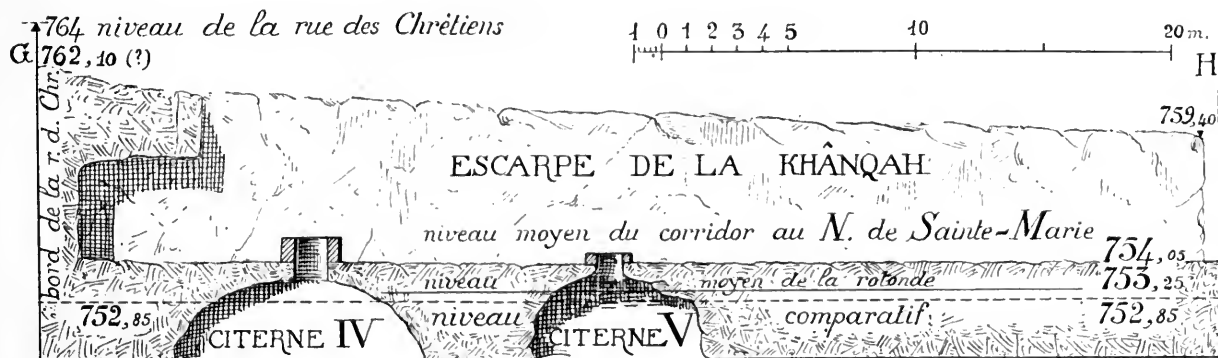 764 niveau de la rue des Chrétiens
1 0 1 2 3 4 5 10 20 m.
G 762,10 (?)
H
bord de la r. d. Chr.
759,40
ESCARPE DE LA KHÂNQAH
niveau moyen du corridor au N. de Sainte-Marie 754,05
niveau moyen de la rotonde 753,25
752,85 niveau comparatif 752,85
CITERNE IV CITERNE V